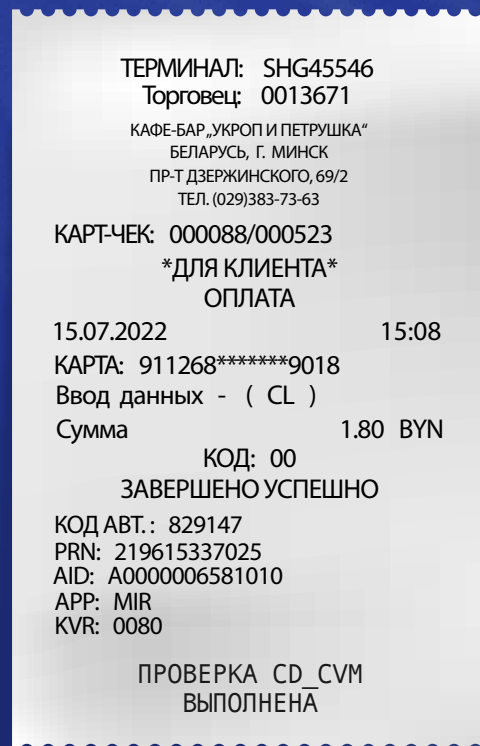 ТЕРМИНАЛ: SHG45546
Торговец: 0013671
КАФЕ-БАР „УКРОП И ПЕТРУШКА“
БЕЛАРУСЬ, Г. МИНСК
ПР-Т ДЗЕРЖИНСКОГО, 69/2
ТЕЛ. (029)383-73-63
КАРТ-ЧЕК: 000088/000523
*ДЛЯ КЛИЕНТА*
ОПЛАТА
15.07.2022 15:08
КАРТА: 911268*******9018
Ввод данных - ( CL )
Сумма 1.80 BYN
КОД: 00
ЗАВЕРШЕНО УСПЕШНО
КОД АВТ. : 829147
PRN: 219615337025
AID: A0000006581010
APP: MIR
KVR: 0080
ПРОВЕРКА CD_CVM
ВЫПОЛНЕНА